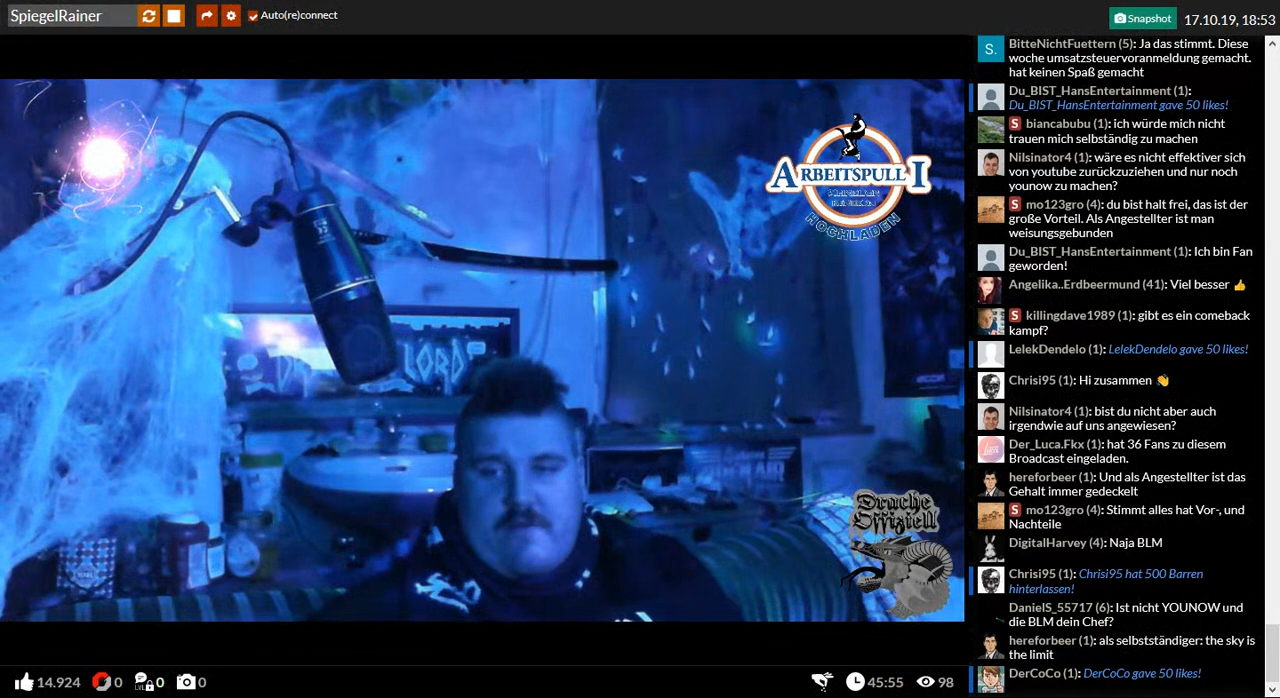 SpiegelRainer
Auto(re)connect
Snapshot
17.10.19, 18:53
ARBEITSPULLI
HOCHLADEN
LORD
Drache
Offiziell
14.924
0
0
0
45:55
98
S.
BitteNichtFuettern (5): Ja das stimmt. Diese
woche umsatzsteuervoranmeldung gemacht.
hat keinen Spaß gemacht
Du_BIST_HansEntertainment (1):
Du_BIST_HansEntertainment gave 50 likes!
S biancabubu (1): ich würde mich nicht
trauen mich selbständig zu machen
Nilsinator4 (1): wäre es nicht effektiver sich
von youtube zurückzuziehen und nur noch
younow zu machen?
S mo123gro (4): du bist halt frei, das ist der
große Vorteil. Als Angestellter ist man
weisungsgebunden
Du_BIST_HansEntertainment (1): Ich bin Fan
geworden!
Angelika..Erdbeermund (41): Viel besser 👍
S killingdave1989 (1): gibt es ein comeback
kampf?
LelekDendelo (1): LelekDendelo gave 50 likes!
Chrisi95 (1): Hi zusammen 👋
Nilsinator4 (1): bist du nicht aber auch
irgendwie auf uns angewiesen?
Der_Luca.Fkx (1): hat 36 Fans zu diesem
Broadcast eingeladen.
hereforbeer (1): Und als Angestellter ist das
Gehalt immer gedeckelt
S mo123gro (4): Stimmt alles hat Vor-, und
Nachteile
DigitalHarvey (4): Naja BLM
Chrisi95 (1): Chrisi95 hat 500 Barren
hinterlassen!
DanielS_55717 (6): Ist nicht YOUNOW und
die BLM dein Chef?
hereforbeer (1): als selbstständiger: the sky is
the limit
DerCoCo (1): DerCoCo gave 50 likes!